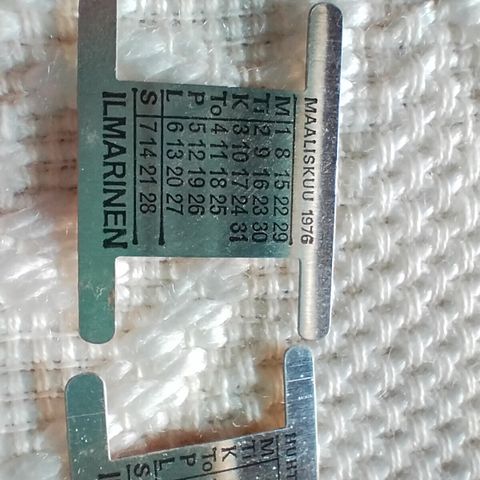 MAALISKUU 1976
M 1 8 15 22 29
TI 2 9 16 23 30
K 3 10 17 24 31
TO 4 11 18 25
P 5 12 19 26
L 6 13 20 27
S 7 14 21 28
ILMARINEN
HUHT
M
TI
K
TO
P
L
S
IL